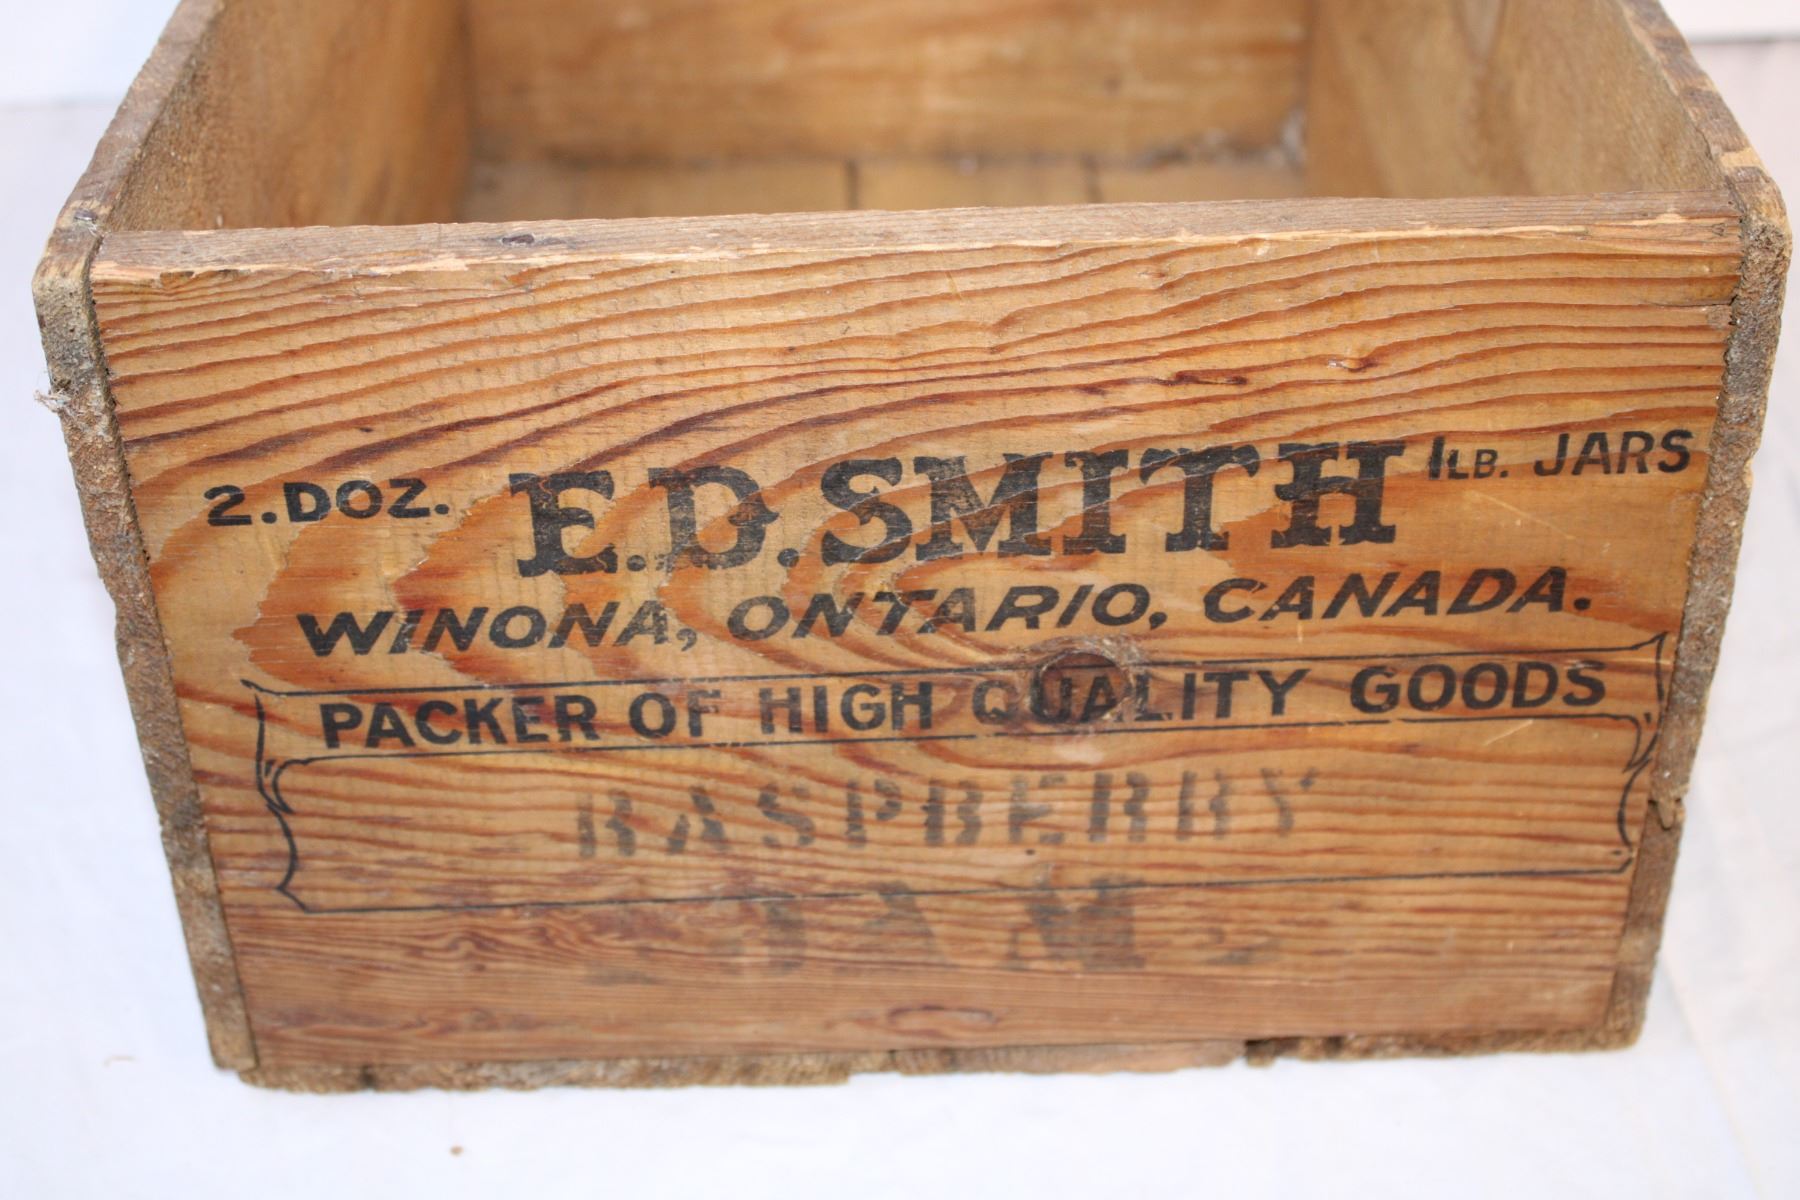 2.DOZ. E.D. SMITH 1LB. JARS
WINONA, ONTARIO, CANADA.
PACKER OF HIGH QUALITY GOODS
RASPBERRY
JAM